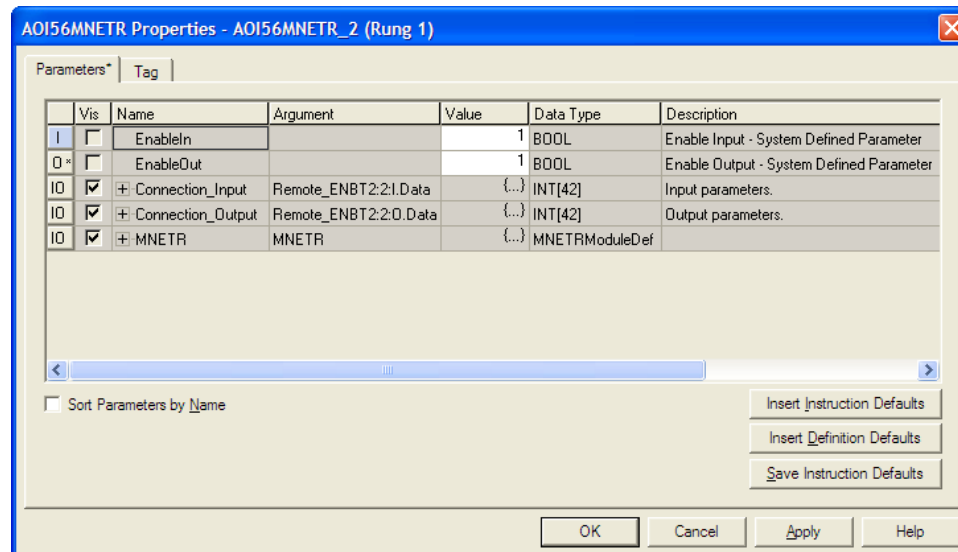 AOI56MNETR Properties - AOI56MNETR_2 (Rung 1)
Parameters* Tag
Vis Name Argument Value Data Type Description
I EnableIn 1 BOOL Enable Input - System Defined Parameter
O* EnableOut 1 BOOL Enable Output - System Defined Parameter
IO Connection_Input Remote_ENBT2:2:I.Data {...} INT[42] Input parameters.
IO Connection_Output Remote_ENBT2:2:O.Data {...} INT[42] Output parameters.
IO MNETR MNETR {...} MNETRModuleDef
Sort Parameters by Name
Insert Instruction Defaults
Insert Definition Defaults
Save Instruction Defaults
OK Cancel Apply Help